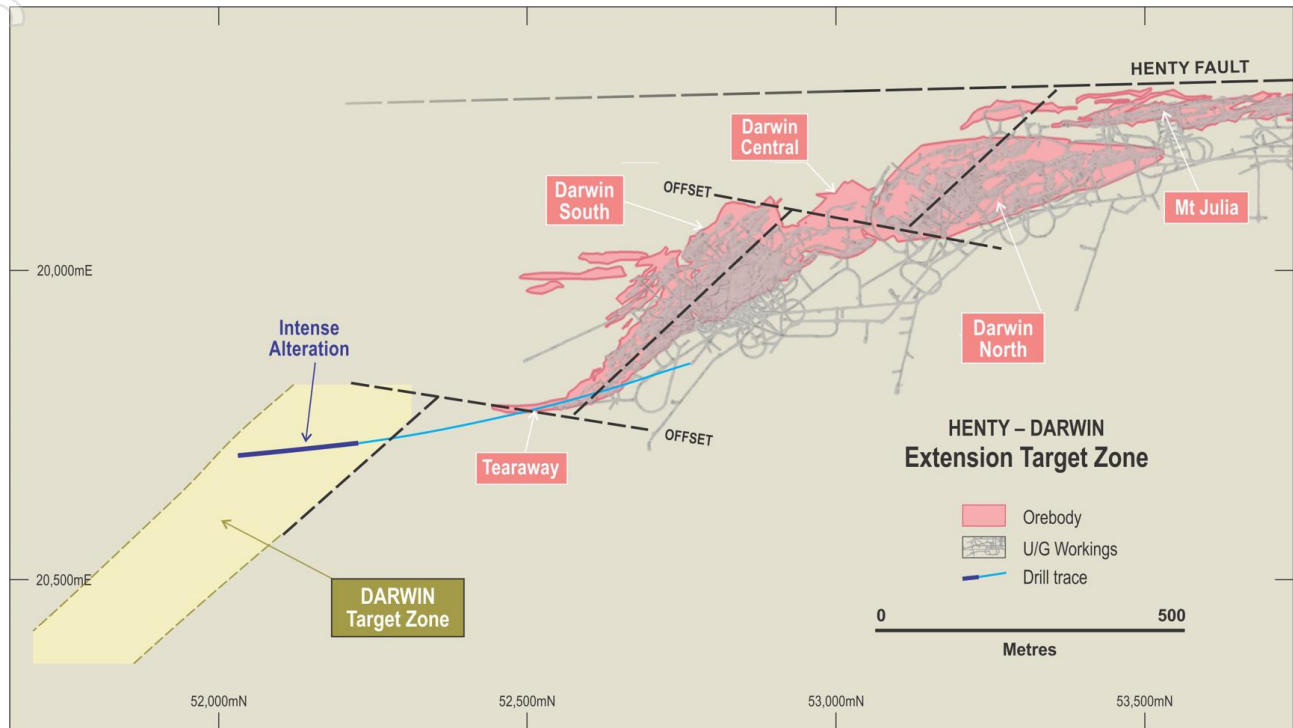 HENTY FAULT
Darwin
Central
OFFSET
Darwin
South
Mt Julia
20,000mE
Intense
Alteration
Darwin
North
OFFSET
Tearaway
HENTY – DARWIN
Extension Target Zone
Orebody
U/G Workings
Drill trace
20,500mE
DARWIN
Target Zone
0 500
Metres
52,000mN 52,500mN 53,000mN 53,500mN